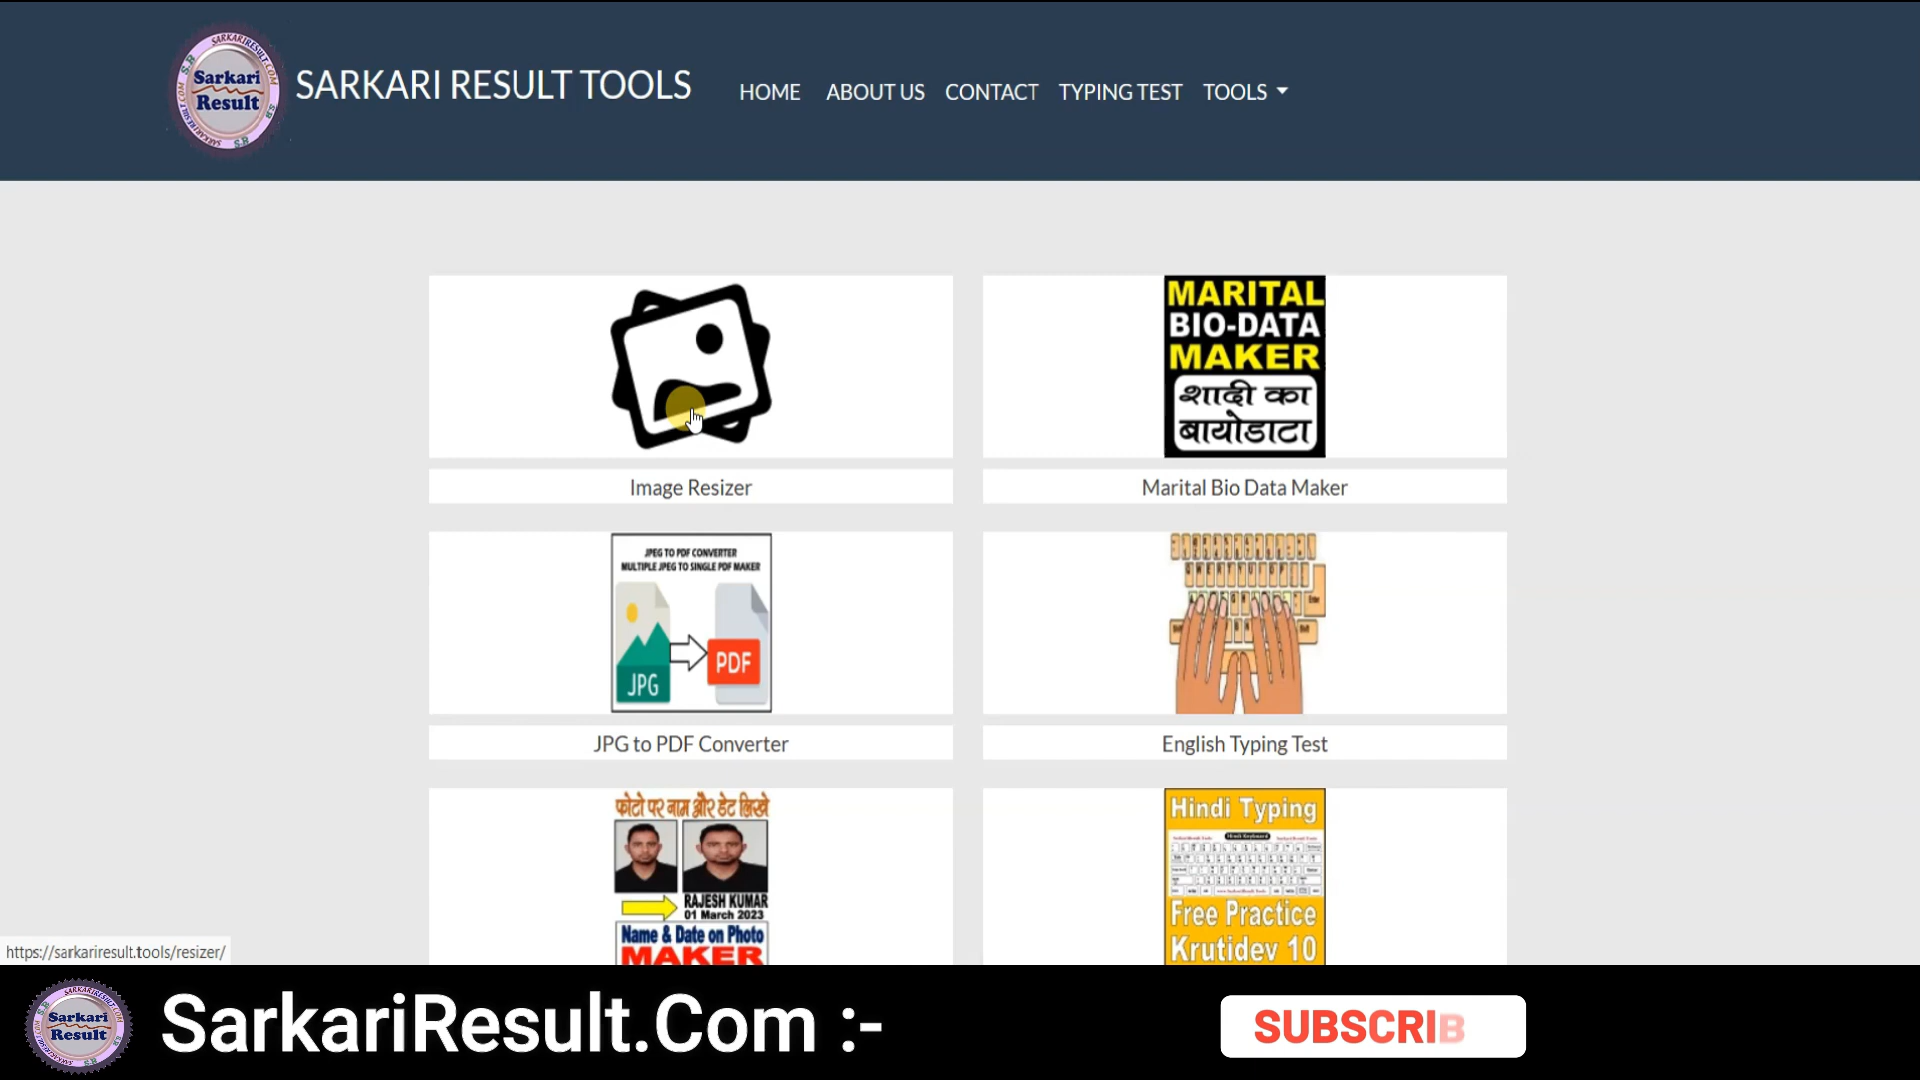 SARKARIRESULT.COM
Sarkari
Result
SARKARI RESULT TOOLS
HOME
ABOUT US
CONTACT
TYPING TEST
TOOLS
MARITAL
BIO-DATA
MAKER
शादी का
बायोडाटा
Image Resizer
Marital Bio Data Maker
JPEG TO PDF CONVERTER
MULTIPLE JPEG TO SINGLE PDF MAKER
JPG
PDF
JPG to PDF Converter
English Typing Test
फोटो पर नाम और डेट लिखे
RAJESH KUMAR
01 March 2023
Name & Date on Photo
MAKER
Hindi Typing
Free Practice
Krutidev 10
https://sarkariresult.tools/resizer/
Sarkari
Result
SarkariResult.Com :-
SUBSCRIB